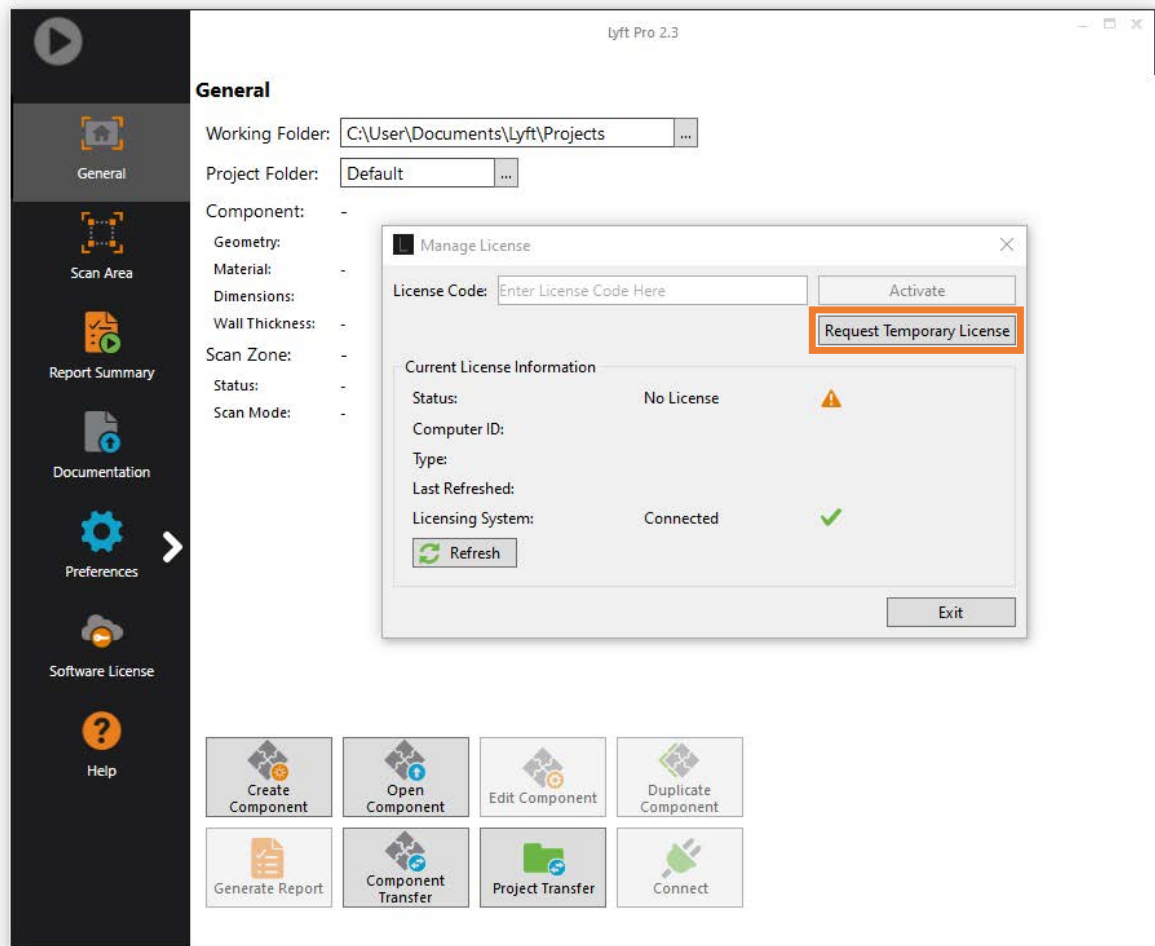 Lyft Pro 2.3
General
Working Folder: C:\User\Documents\Lyft\Projects ...
Project Folder: Default ...
Component: -
Geometry:
Material: -
Dimensions:
Wall Thickness: -
Scan Zone: -
Status: -
Scan Mode: -
General
Scan Area
Report Summary
Documentation
Preferences
Software License
Help
L Manage License
License Code: Enter License Code Here Activate
Request Temporary License
Current License Information
Status: No License
Computer ID:
Type:
Last Refreshed:
Licensing System: Connected
Refresh
Exit
Create
Component
Open
Component
Edit Component
Duplicate
Component
Generate Report
Component
Transfer
Project Transfer
Connect